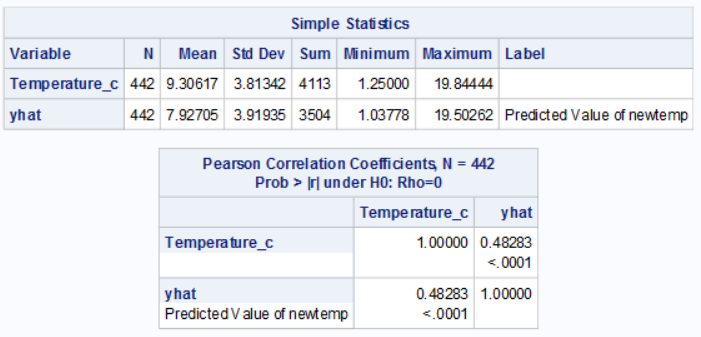 Simple Statistics
Variable N Mean Std Dev Sum Minimum Maximum Label
Temperature_c 442 9.30617 3.81342 4113 1.25000 19.84444
yhat 442 7.92705 3.91935 3504 1.03778 19.50262 Predicted Value of newtemp
Pearson Correlation Coefficients, N = 442
Prob > |r| under H0: Rho=0
Temperature_c yhat
Temperature_c 1.00000 0.48283
<.0001
yhat 0.48283 1.00000
Predicted Value of newtemp <.0001